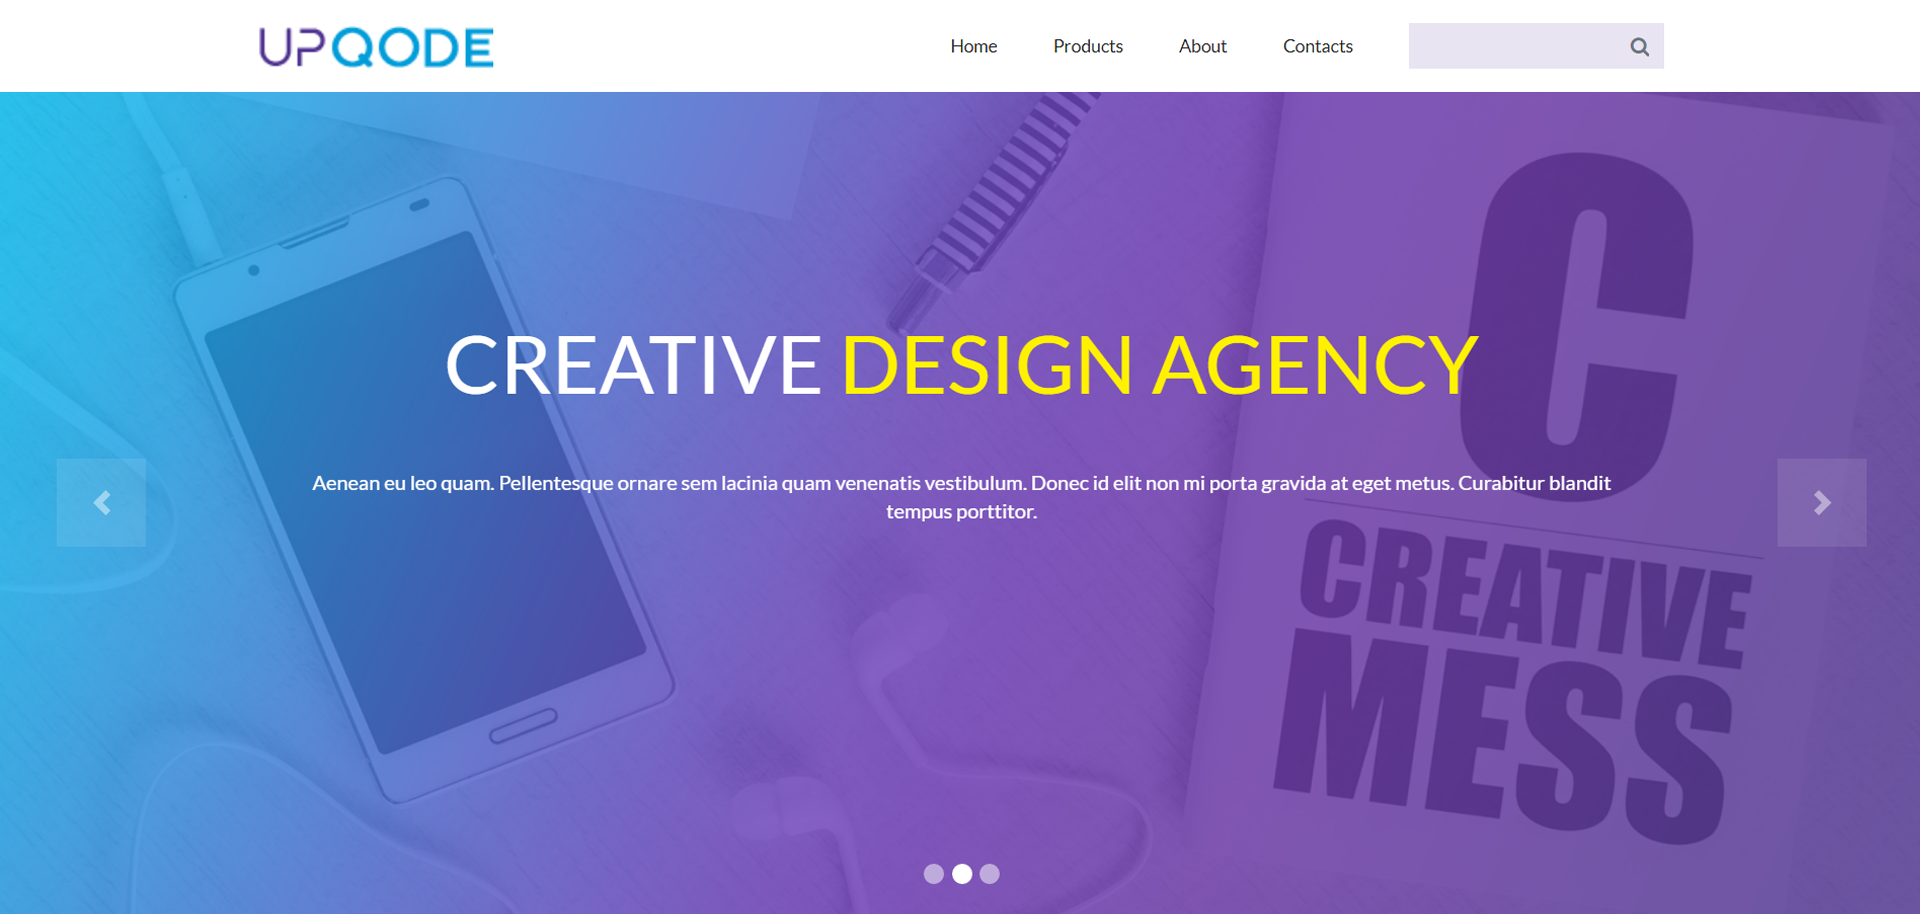 UPQODE
Home Products About Contacts
CREATIVE DESIGN AGENCY
Aenean eu leo quam. Pellentesque ornare sem lacinia quam venenatis vestibulum. Donec id elit non mi porta gravida at eget metus. Curabitur blandit
tempus porttitor.
C
CREATIVE
MESS